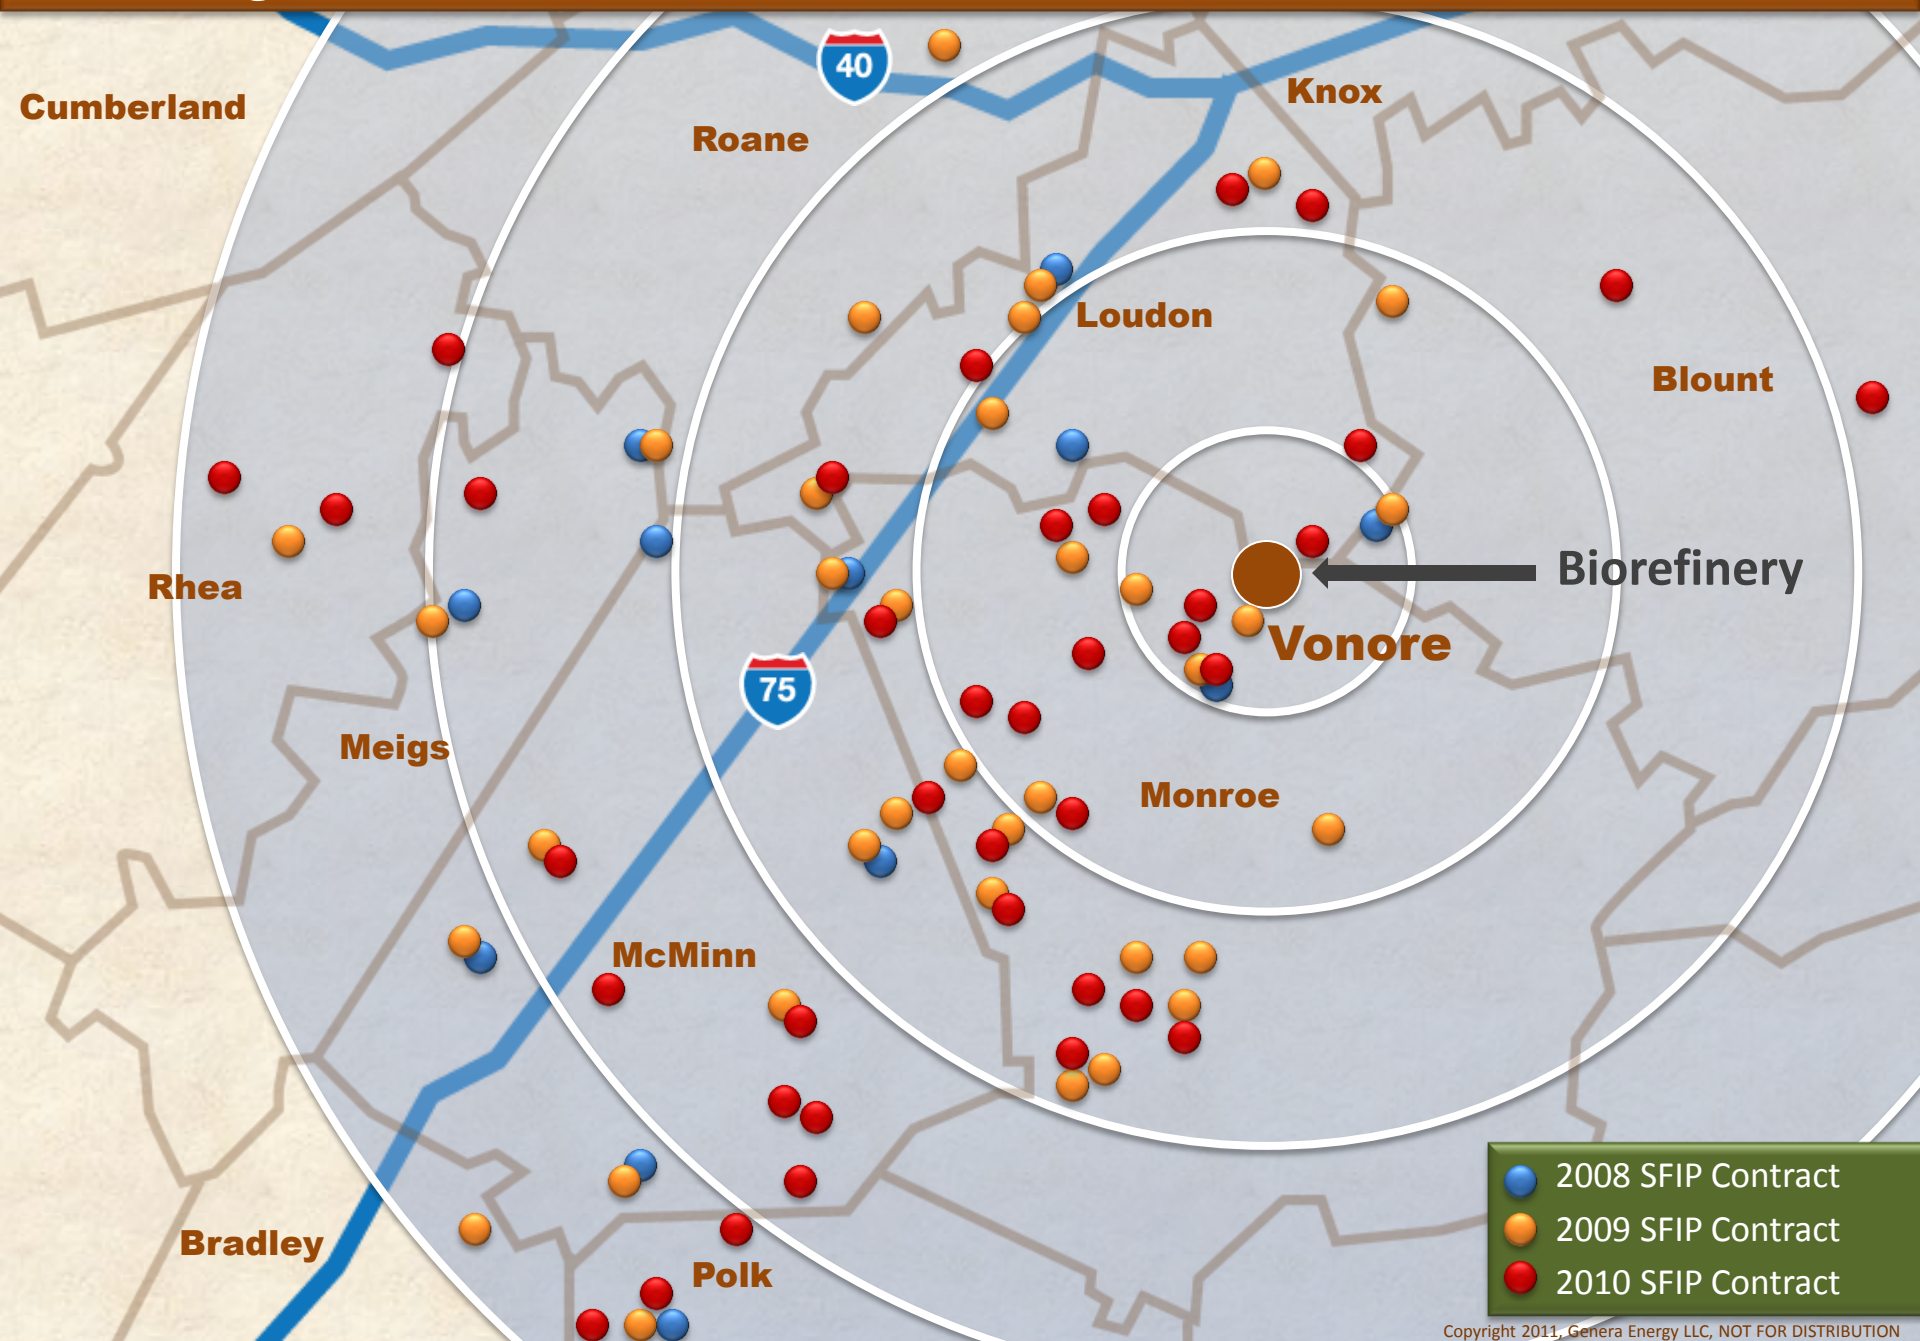 40
Knox
Cumberland
Roane
Loudon
Blount
Biorefinery
Rhea
Vonore
75
Meigs
Monroe
McMinn
Bradley
Polk
2008 SFIP Contract
2009 SFIP Contract
2010 SFIP Contract
Copyright 2011, Genera Energy LLC, NOT FOR DISTRIBUTION